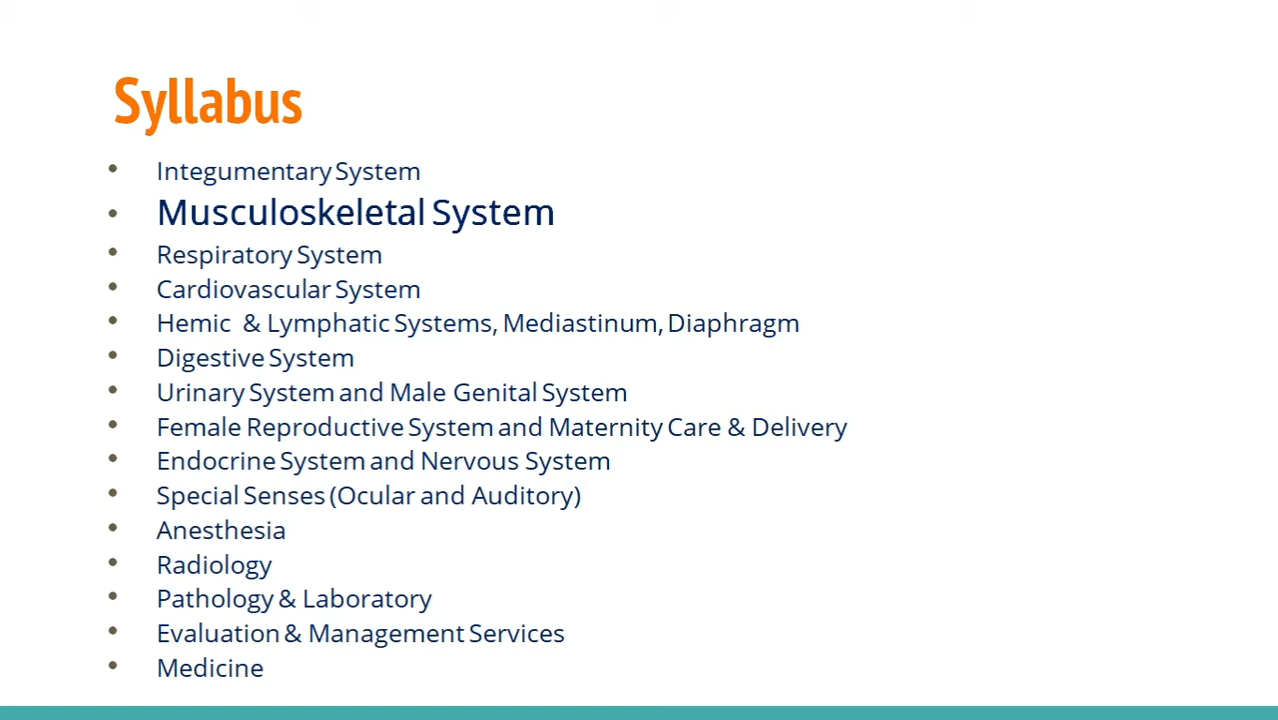 Syllabus
• Integumentary System
• Musculoskeletal System
• Respiratory System
• Cardiovascular System
• Hemic & Lymphatic Systems, Mediastinum, Diaphragm
• Digestive System
• Urinary System and Male Genital System
• Female Reproductive System and Maternity Care & Delivery
• Endocrine System and Nervous System
• Special Senses (Ocular and Auditory)
• Anesthesia
• Radiology
• Pathology & Laboratory
• Evaluation & Management Services
• Medicine